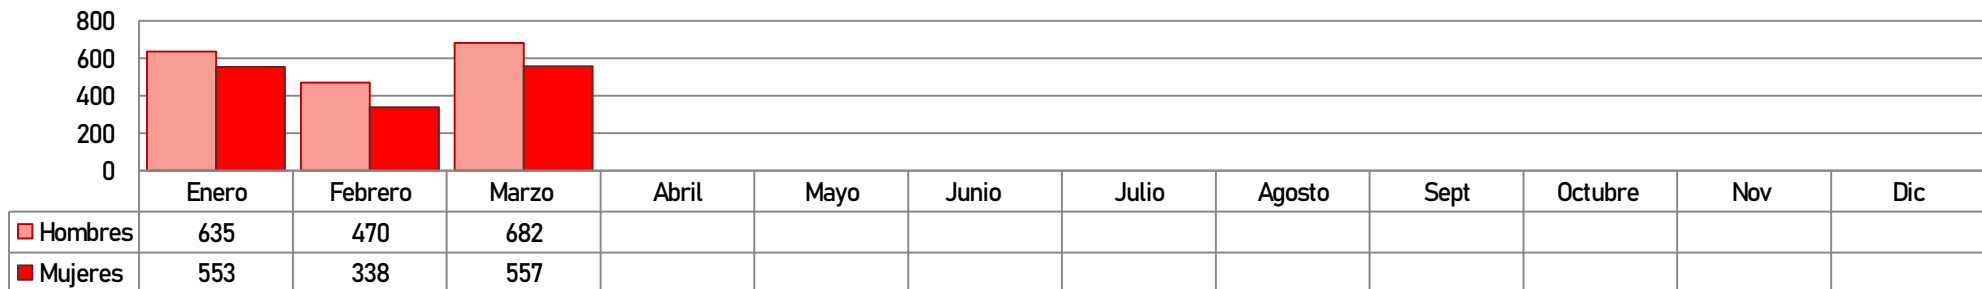 800
600
400
200
0
Enero Febrero Marzo Abril Mayo Junio Julio Agosto Sept Octubre Nov Dic
Hombres 635 470 682
Mujeres 553 338 557